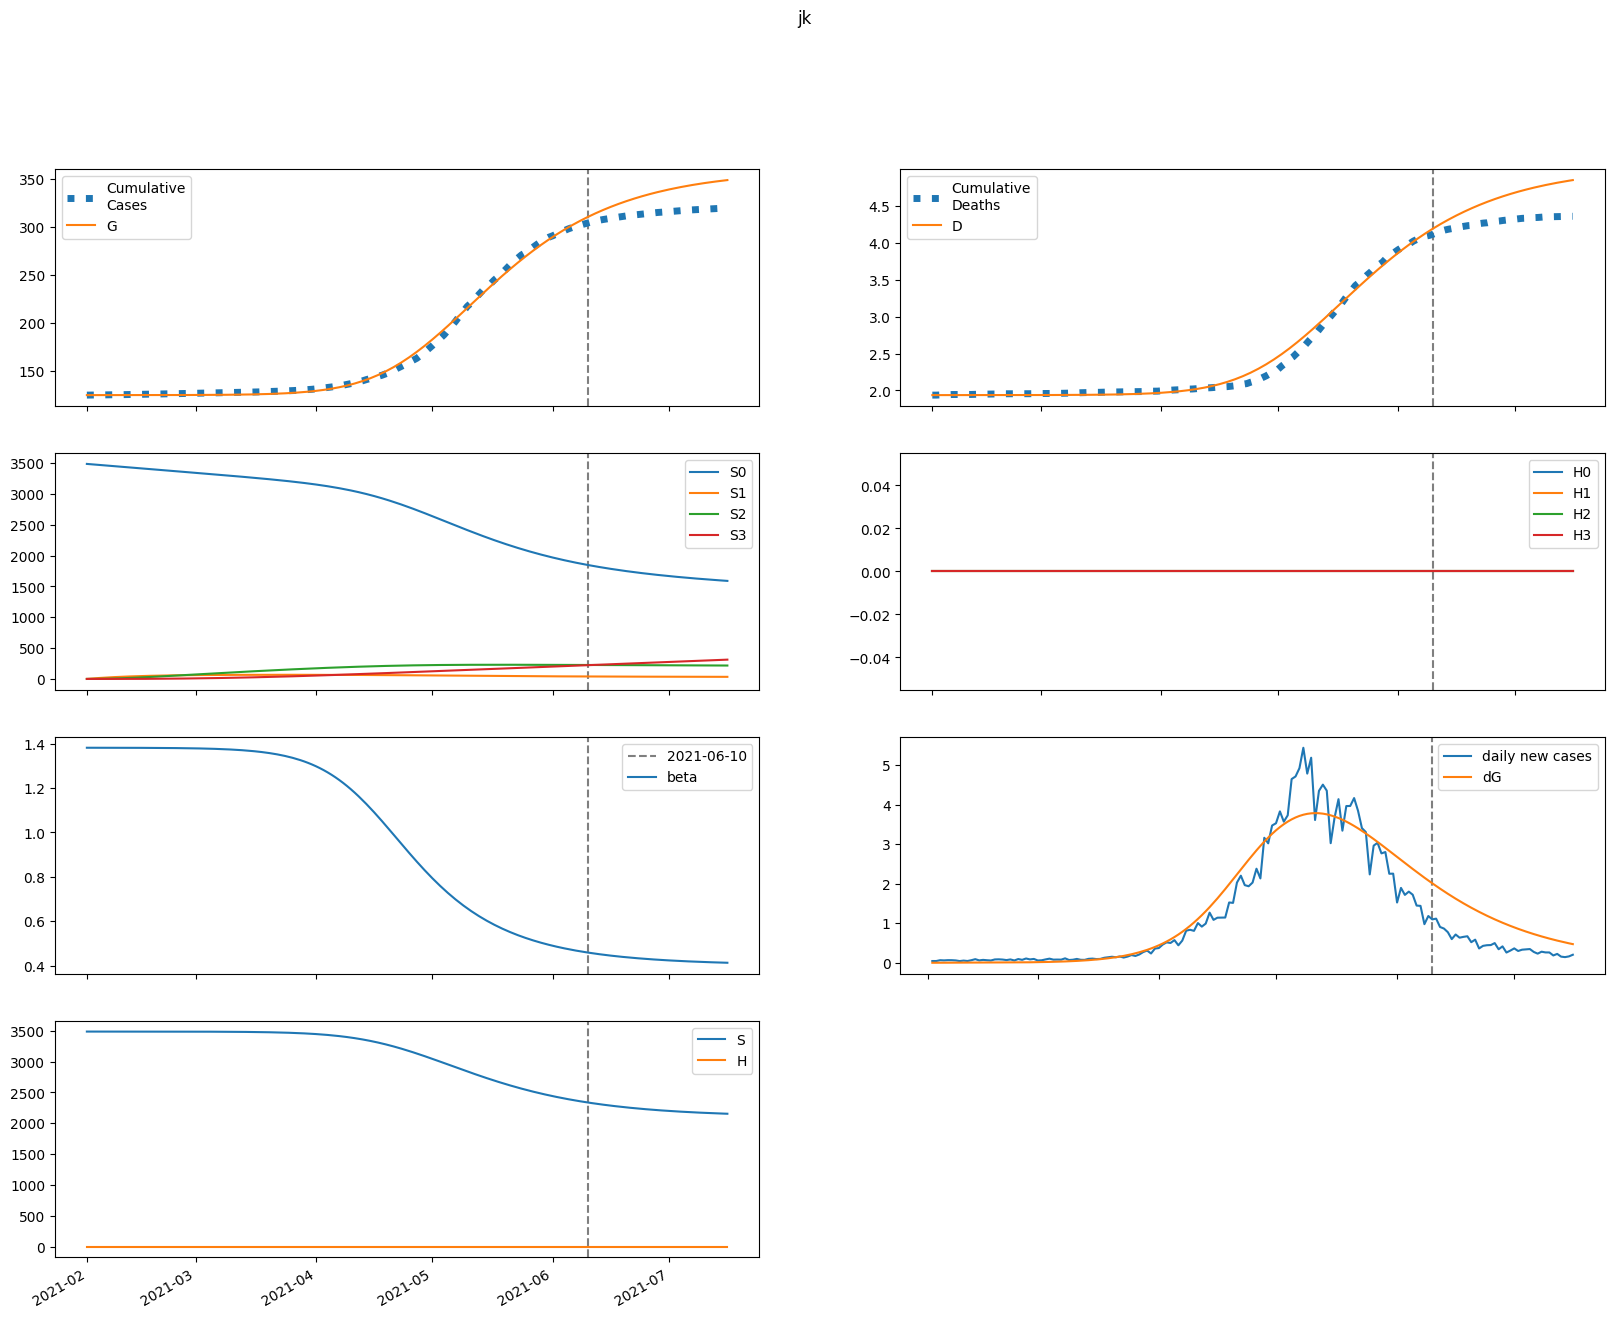 jk
350
300
250
200
150
Cumulative
Cases
G
4.5
4.0
3.5
3.0
2.5
2.0
Cumulative
Deaths
D
3500
3000
2500
2000
1500
1000
500
0
S0
S1
S2
S3
0.04
0.02
0.00
−0.02
−0.04
H0
H1
H2
H3
1.4
1.2
1.0
0.8
0.6
0.4
2021-06-10
beta
5
4
3
2
1
0
daily new cases
dG
3500
3000
2500
2000
1500
1000
500
0
S
H
2021-02
2021-03
2021-04
2021-05
2021-06
2021-07